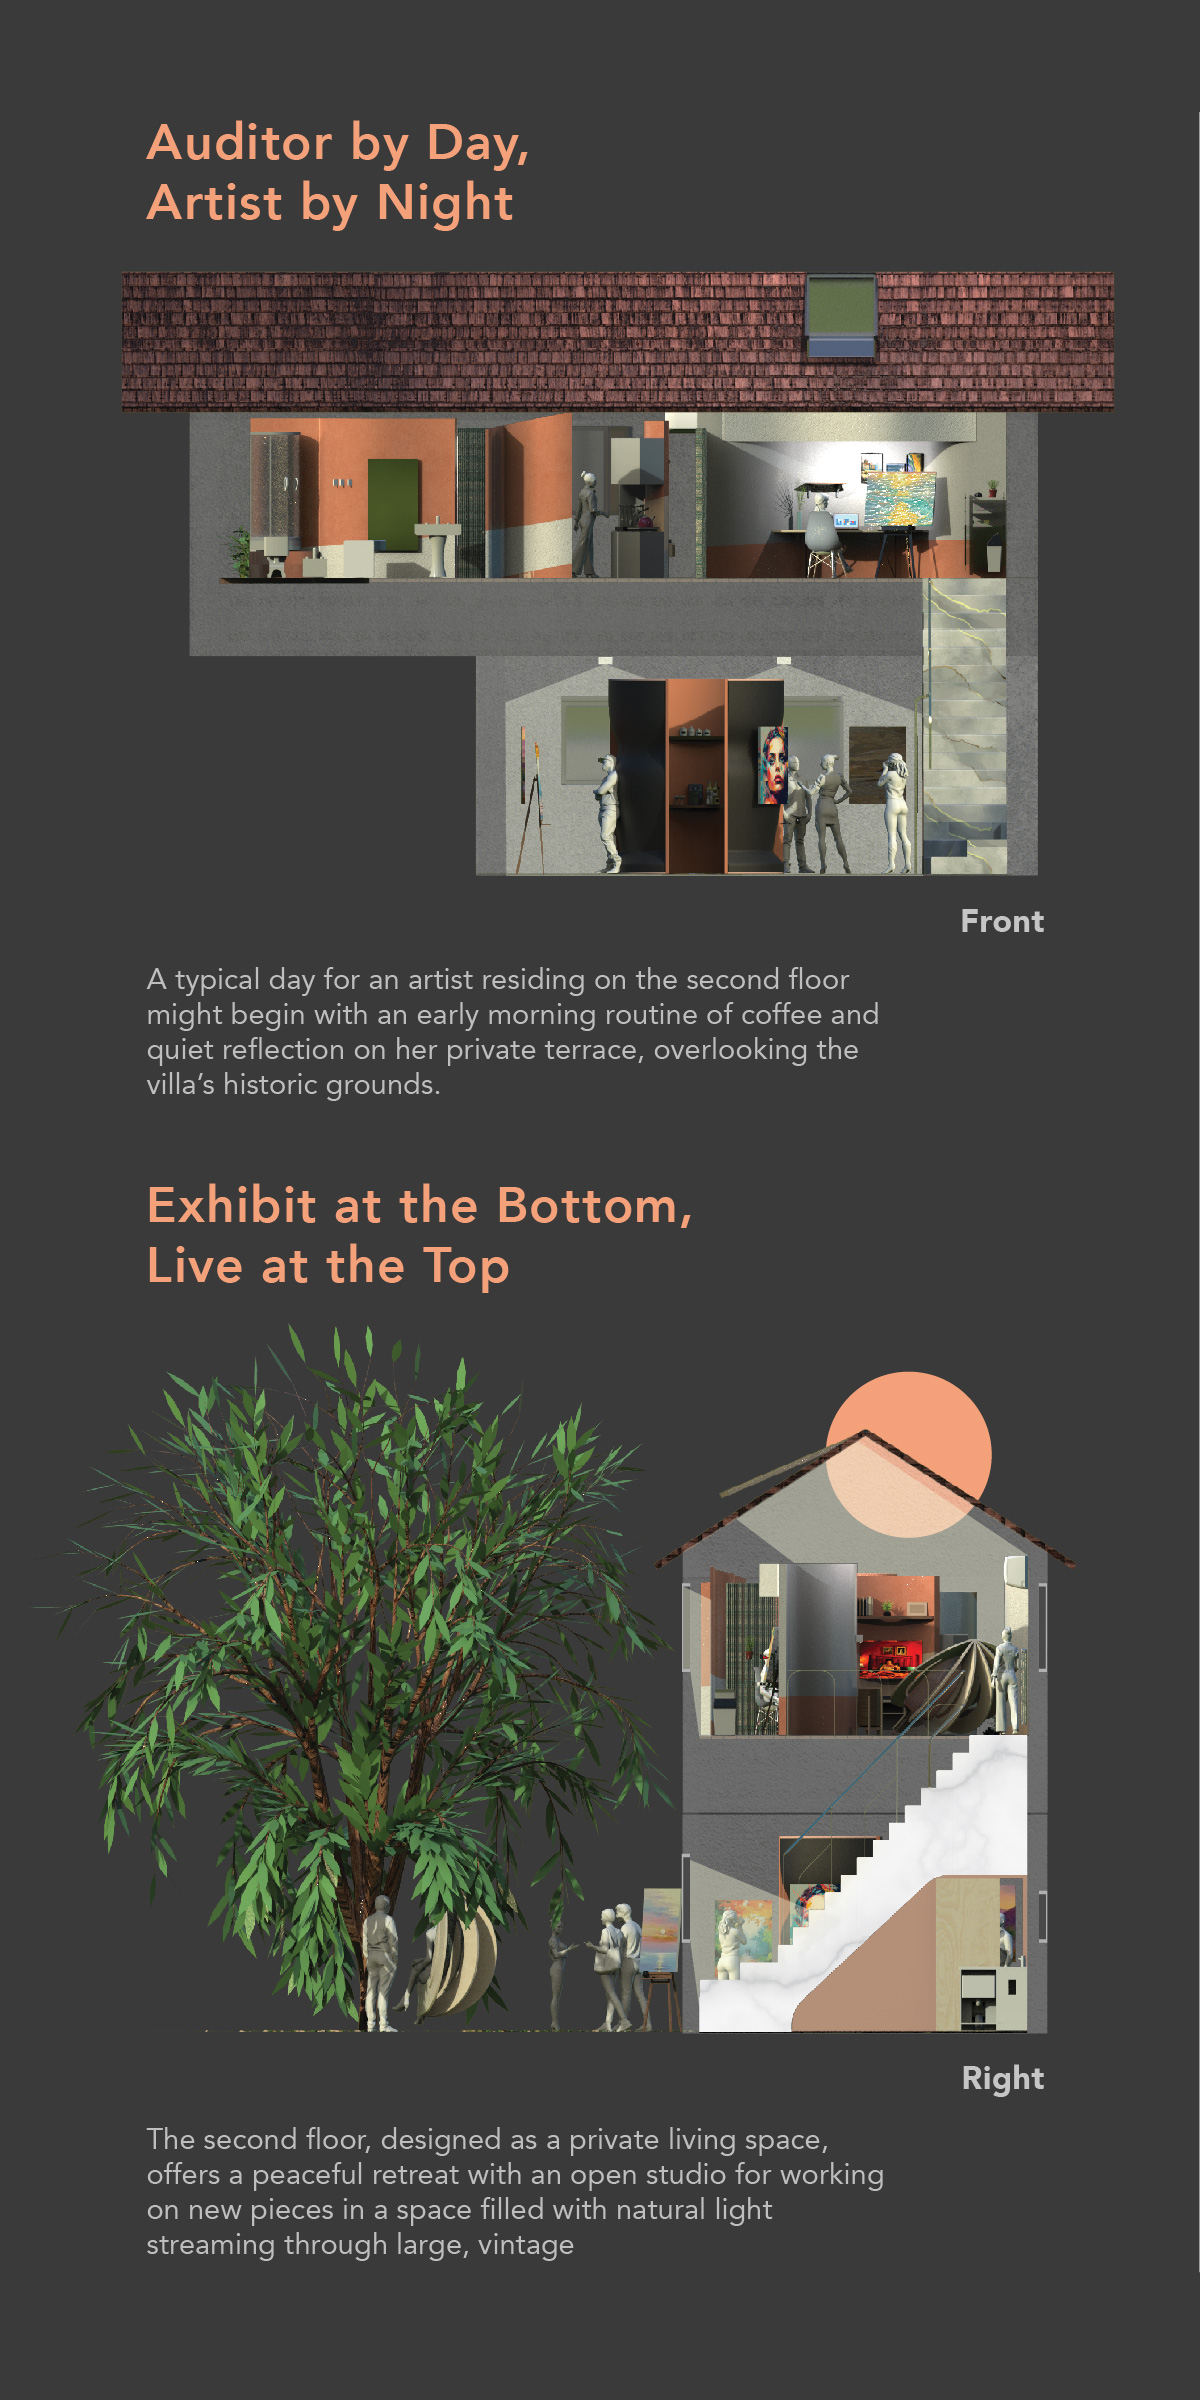 Auditor by Day,
Artist by Night
Front
A typical day for an artist residing on the second floor
might begin with an early morning routine of coffee and
quiet reflection on her private terrace, overlooking the
villa’s historic grounds.
Exhibit at the Bottom,
Live at the Top
Right
The second floor, designed as a private living space,
offers a peaceful retreat with an open studio for working
on new pieces in a space filled with natural light
streaming through large, vintage